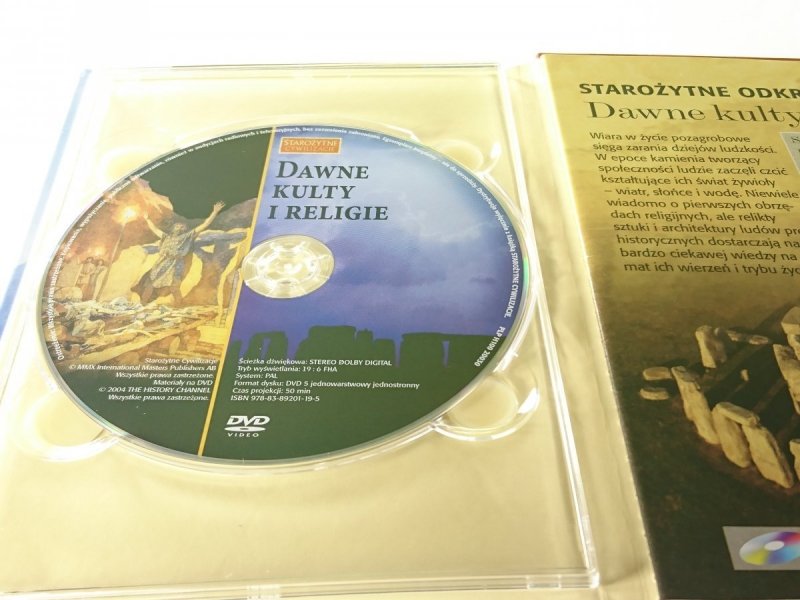 STAROŻYTNE
CYWILIZACJE
DAWNE
KULTY
I RELIGIE
Starożytne Cywilizacje
© MMX International Masters Publishers AB
Wszystkie prawa zastrzeżone.
Materiały na DVD
© 2004 THE HISTORY CHANNEL
Wszystkie prawa zastrzeżone.
Ścieżka dźwiękowa: STEREO DOLBY DIGITAL
Tryb wyświetlania: 19 : 6 FHA
System: PAL
Format dysku: DVD 5 jednowarstwowy jednostronny
Czas projekcji: 50 min
ISBN 978-83-89201-19-5
DVD
VIDEO
STAROŻYTNE ODKR
Dawne kulty
Wiara w życie pozagrobowe
sięga zarania dziejów ludzkości.
W epoce kamienia tworzący
społeczności ludzie zaczęli czcić
kształtujące ich świat żywioły
– wiatr, słońce i wodę. Niewiele
wiadomo o pierwszych obrzę-
dach religijnych, ale relikty
sztuki i architektury ludów pre
historycznych dostarczają na
bardzo ciekawej wiedzy na
mat ich wierzeń i trybu życ